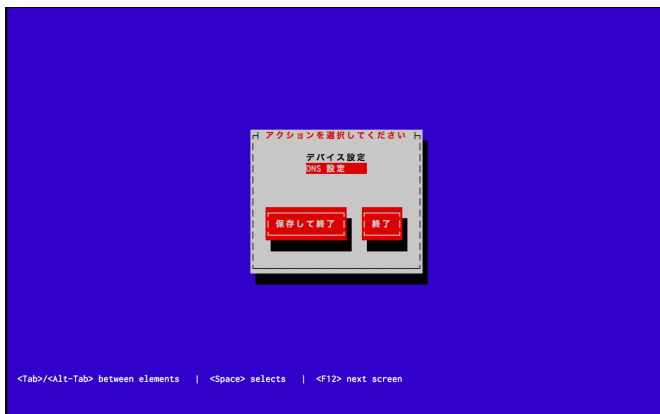 アクションを選択してください
デバイス設定
DNS 設定
保存して終了 終了
<Tab>/<Alt-Tab> between elements | <Space> selects | <F12> next screen